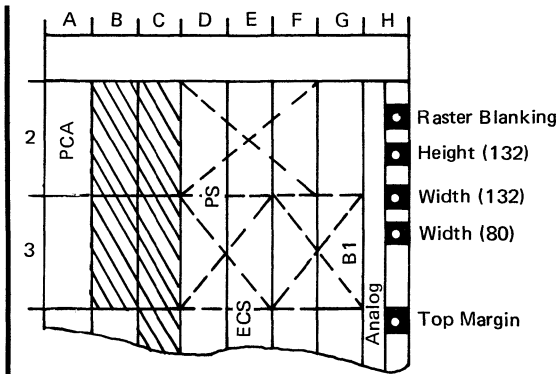 A B C D E F G H
2
3
PCA
PS
ECS
B1
Analog
Raster Blanking
Height (132)
Width (132)
Width (80)
Top Margin